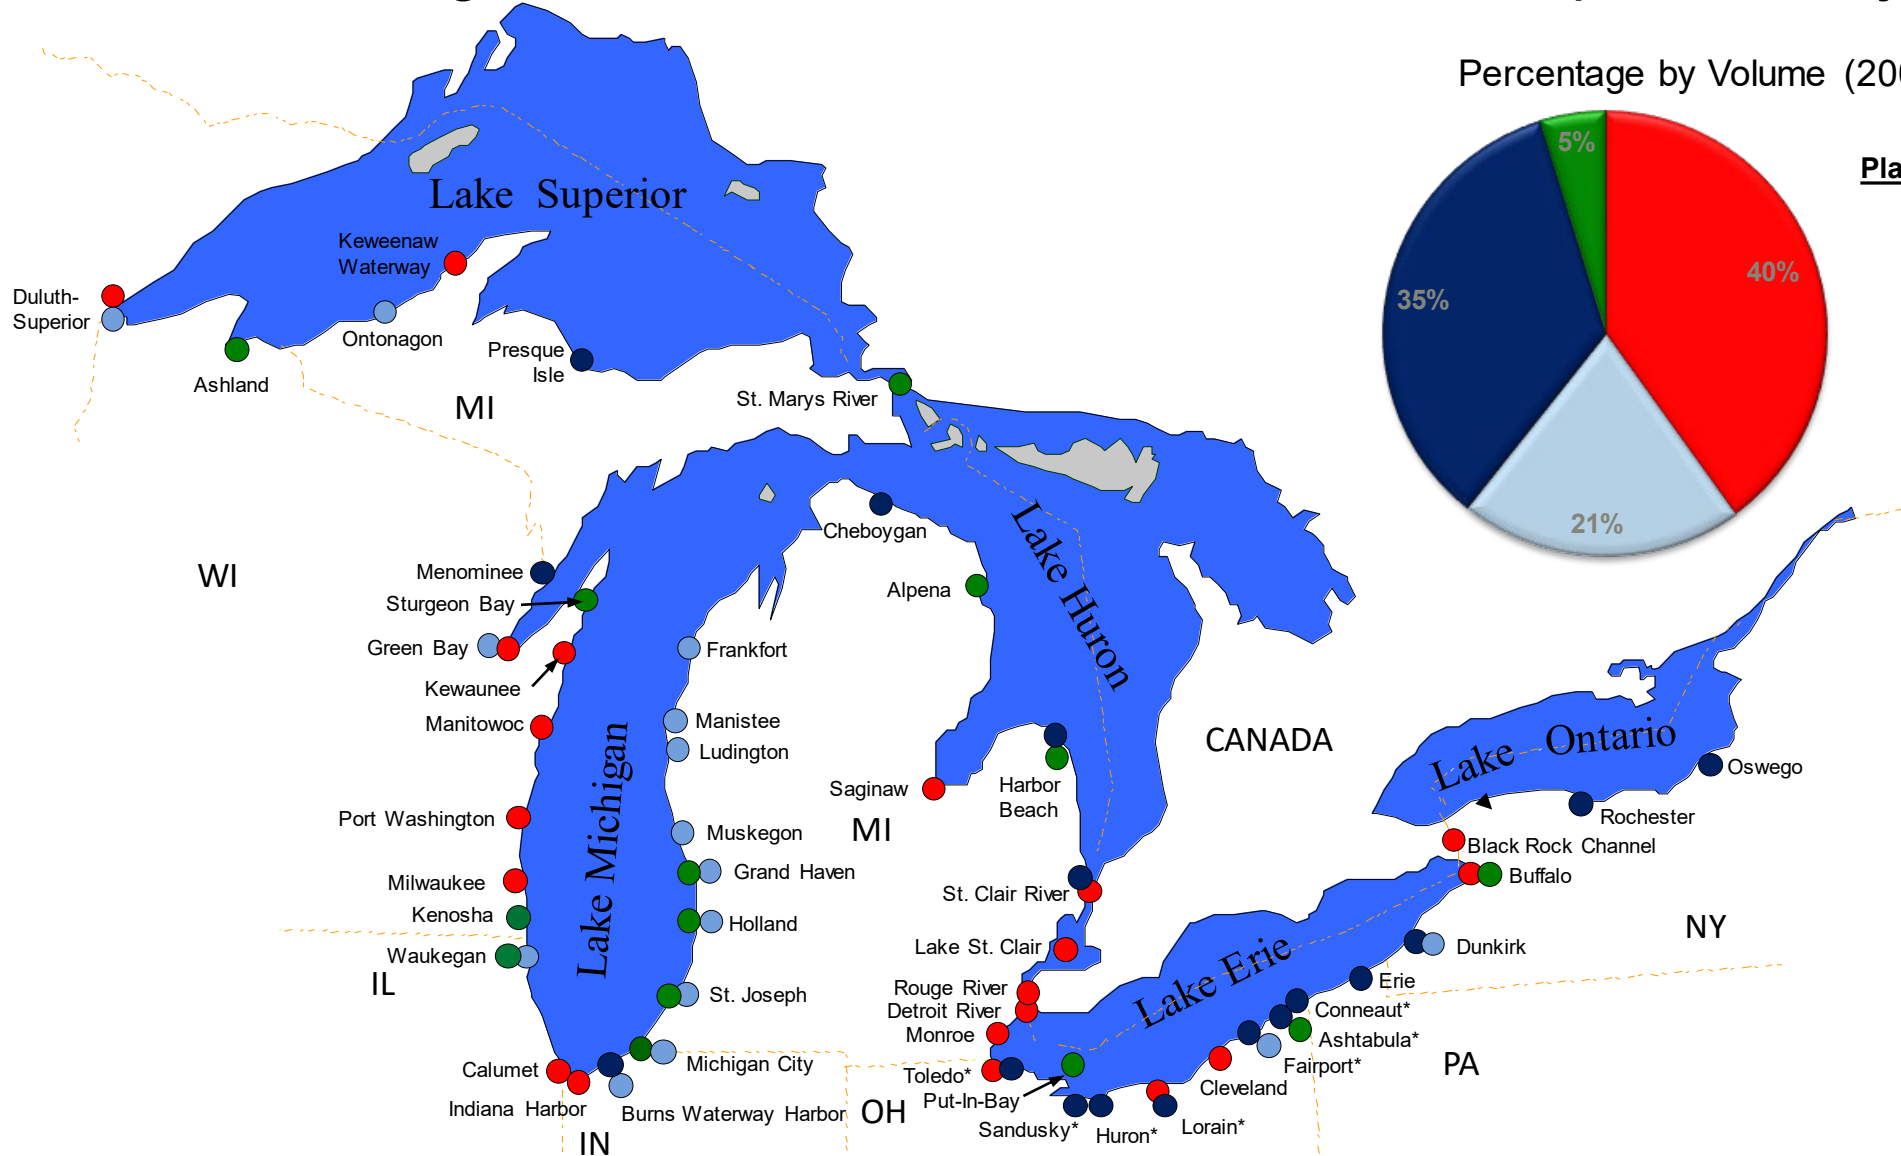 Percentage by Volume (200
5%
40%
35%
21%
Pla
Lake Superior
Keweenaw
Waterway
Duluth-
Superior
Ontonagon
Ashland
Presque
Isle
MI
St. Marys River
Cheboygan
Lake Huron
WI
Menominee
Sturgeon Bay
Green Bay
Kewaunee
Manitowoc
Alpena
Frankfort
Manistee
Ludington
Lake Michigan
CANADA
Lake Ontario
Oswego
Rochester
Saginaw
Harbor
Beach
MI
Port Washington
Muskegon
Black Rock Channel
Milwaukee
Grand Haven
Buffalo
Kenosha
Holland
St. Clair River
Waukegan
Lake St. Clair
Lake Erie
Dunkirk
NY
IL
St. Joseph
Rouge River
Detroit River
Monroe
Erie
Conneaut*
Ashtabula*
Fairport*
PA
Calumet
Michigan City
Toledo*
Put-In-Bay
Cleveland
Indiana Harbor
Burns Waterway Harbor
OH
Sandusky*
Huron*
Lorain*
IN